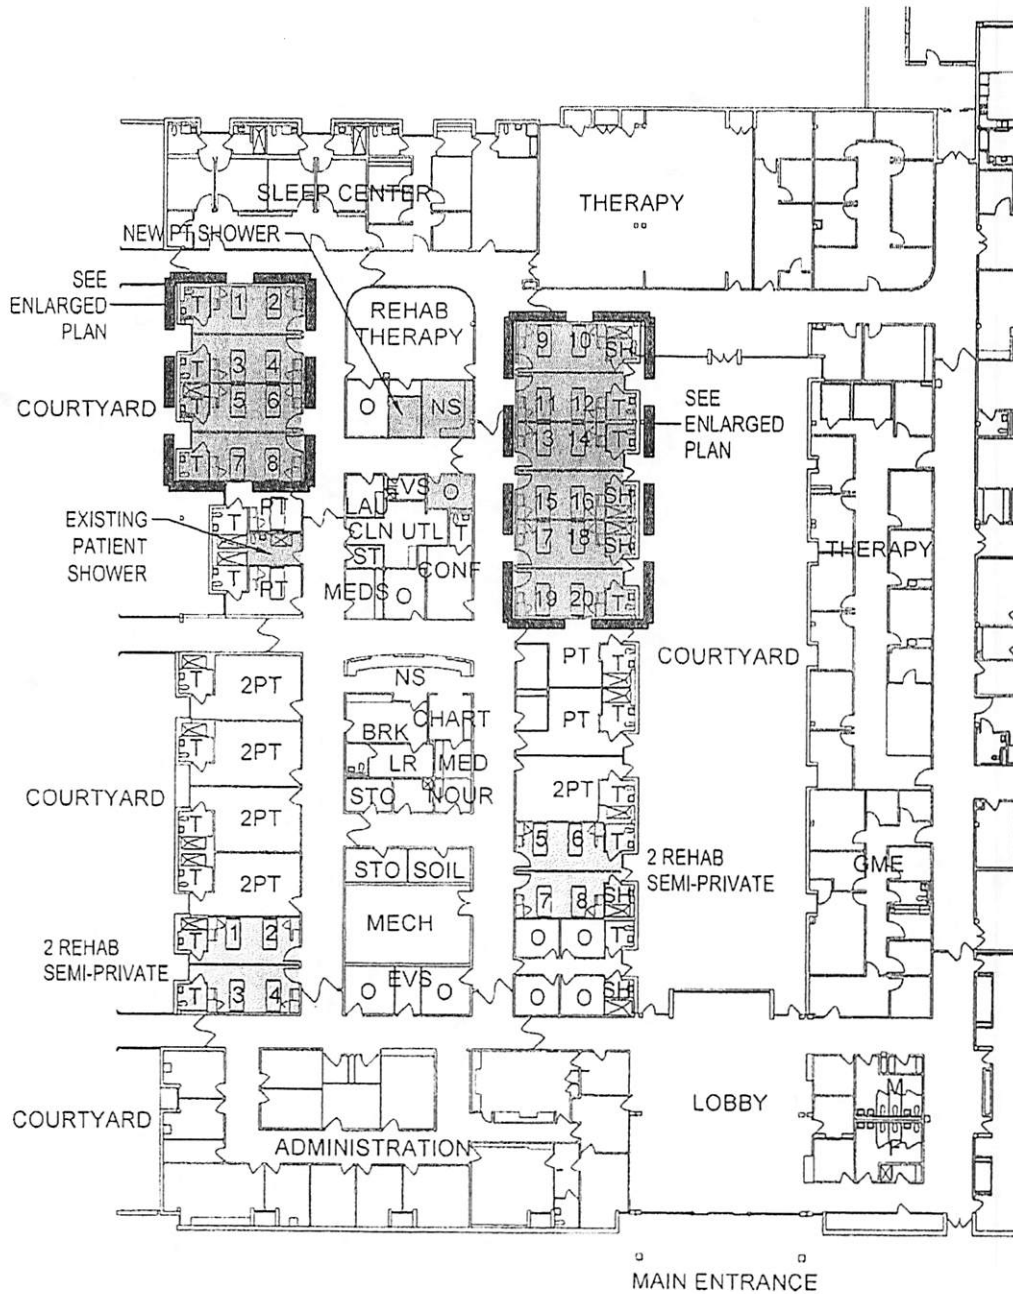 SLEEP CENTER
THERAPY
NEW PT SHOWER
SEE
ENLARGED
PLAN
T 1 2
REHAB
THERAPY
9 10 SH
T 3 4
COURTYARD
T 5 6
O NS
11 12 T
SEE
ENLARGED
PLAN
13 14 T
T 7 8
LAU EVS O
15 16 SH
T PT
EXISTING
PATIENT
SHOWER
CLN UTL T
17 18 SH
THERAPY
ST CONF
T PT
MEDS O
19 20 T
PT T
COURTYARD
T 2PT
NS
PT T
BRK CHART
T 2PT
LR MED
COURTYARD
STO NOUR
2PT T
T 2PT
5 6 T
2 REHAB
SEMI-PRIVATE
STO SOIL
GME
T 2PT
7 8 SH
MECH
2 REHAB
SEMI-PRIVATE
T 1 2
O O T
T 3 4
O EVS O
O O SH
COURTYARD
LOBBY
M
F
ADMINISTRATION
MAIN ENTRANCE